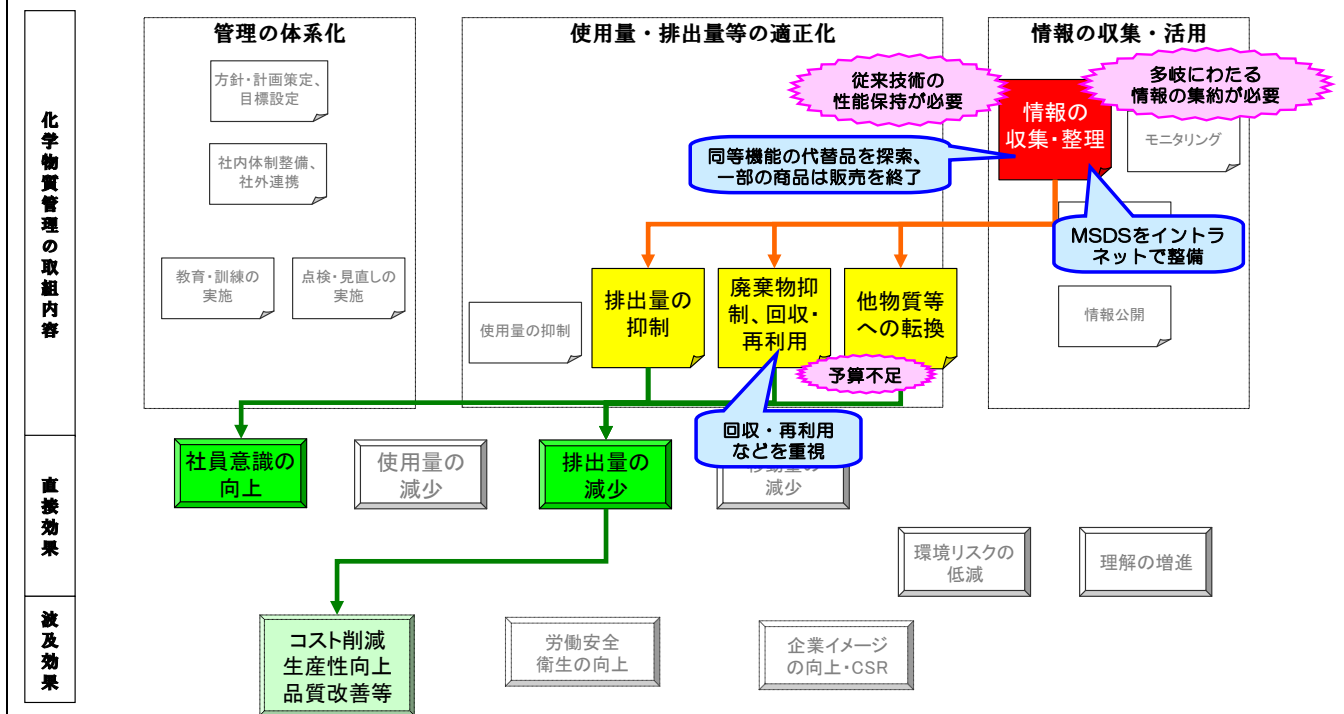 化学物質管理の取組内容
直接効果
波及効果
管理の体系化
方針・計画策定、
目標設定
社内体制整備、
社外連携
教育・訓練の
実施
点検・見直しの
実施
使用量・排出量等の適正化
従来技術の
性能保持が必要
同等機能の代替品を探索、
一部の商品は販売を終了
使用量の抑制
排出量の
抑制
廃棄物抑
制、回収・
再利用
他物質等
への転換
予算不足
回収・再利用
などを重視
情報の収集・活用
多岐にわたる
情報の集約が必要
情報の
収集・整理
モニタリング
MSDSをイントラ
ネットで整備
情報公開
社員意識の
向上
使用量の
減少
排出量の
減少
減少
環境リスクの
低減
理解の増進
コスト削減
生産性向上
品質改善等
労働安全
衛生の向上
企業イメージ
の向上・CSR